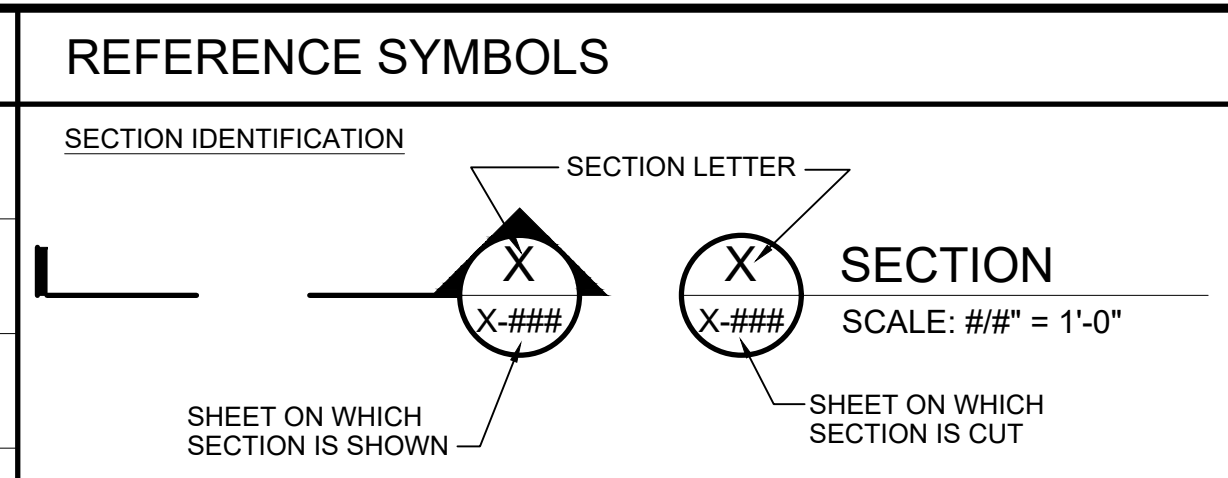 REFERENCE SYMBOLS
SECTION IDENTIFICATION
SECTION LETTER
X
X-###
X
X-###
SECTION
SCALE: #/#" = 1'-0"
SHEET ON WHICH
SECTION IS SHOWN
SHEET ON WHICH
SECTION IS CUT